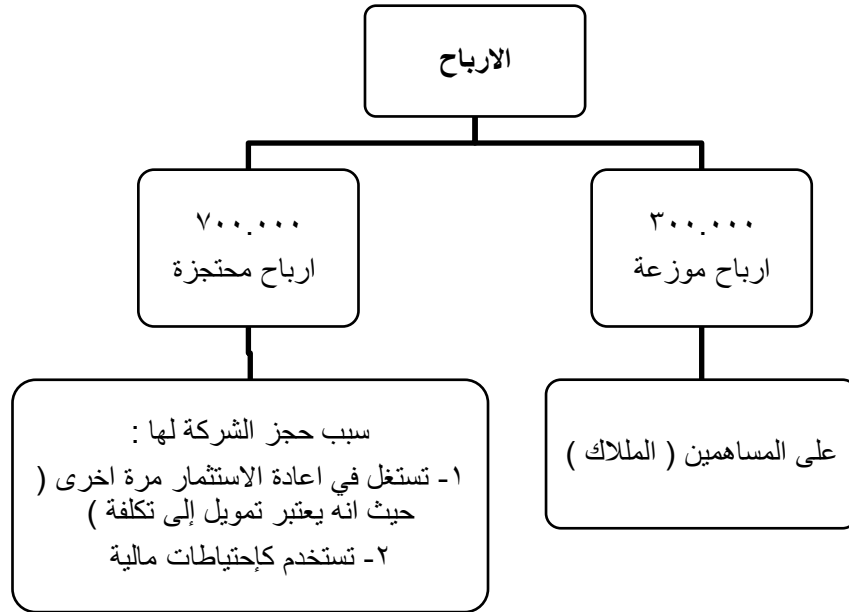 الارباح
٣٠٠.٠٠٠
ارباح موزعة
٧٠٠.٠٠٠
ارباح محتجزة
على المساهمين ( الملاك )
سبب حجز الشركة لها :
١- تستغل في اعادة الاستثمار مرة اخرى (
حيث انه يعتبر تمويل إلى تكلفة )
٢- تستخدم كإحتياطات مالية